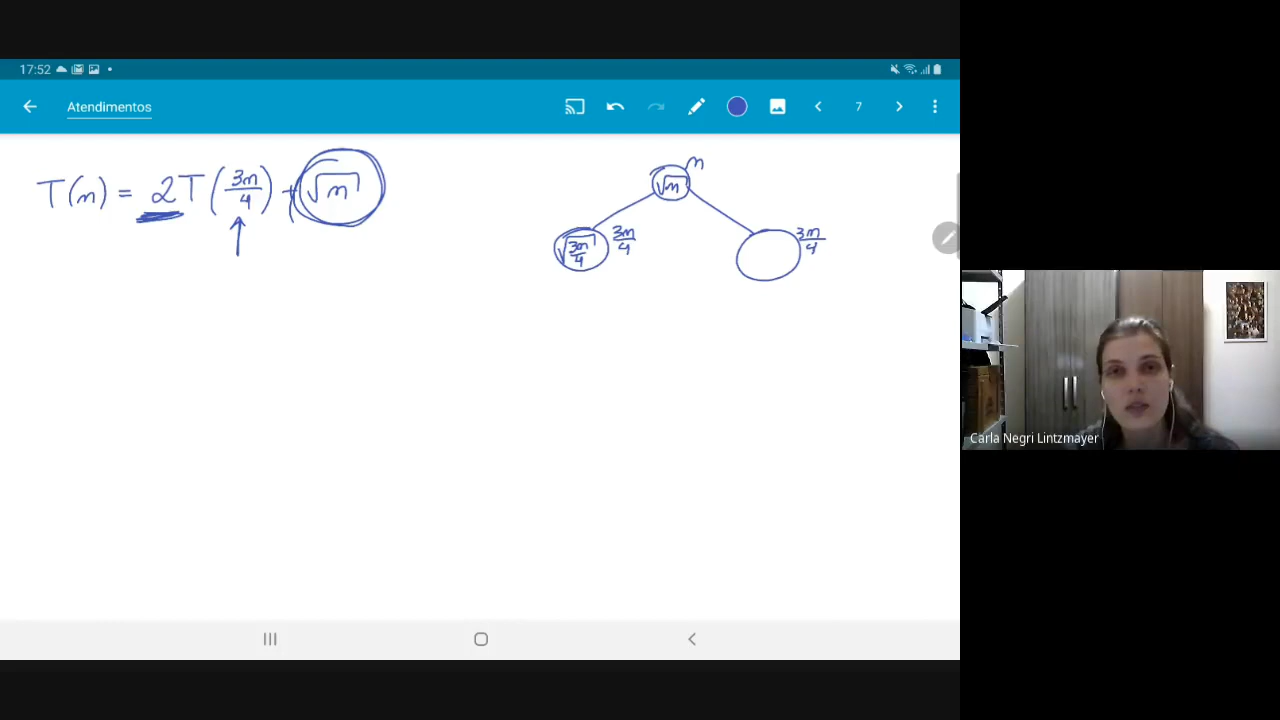 17:52
Atendimentos
7
T(n) = 2T(3n/4) + √n
n
√n
√3n/4 3n/4
3n/4
Carla Negri Lintzmayer